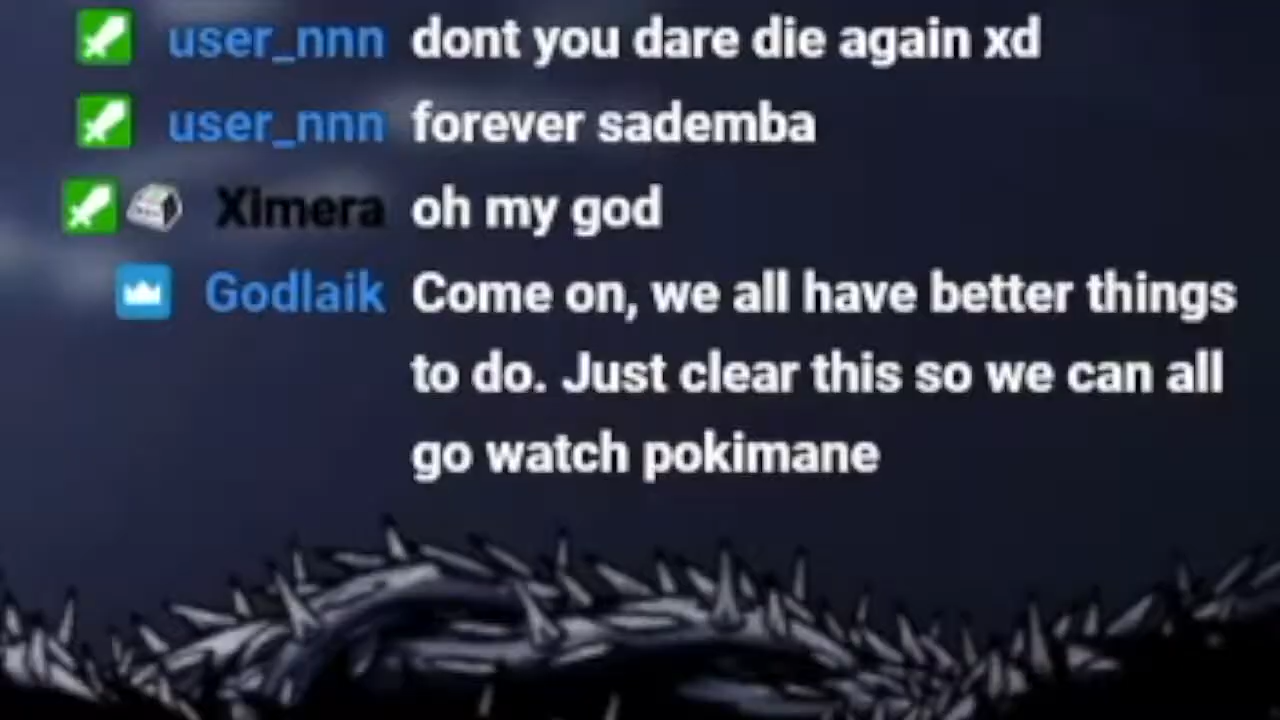 user_nnn dont you dare die again xd
user_nnn forever sademba
Ximera oh my god
Godlaik Come on, we all have better things
to do. Just clear this so we can all
go watch pokimane